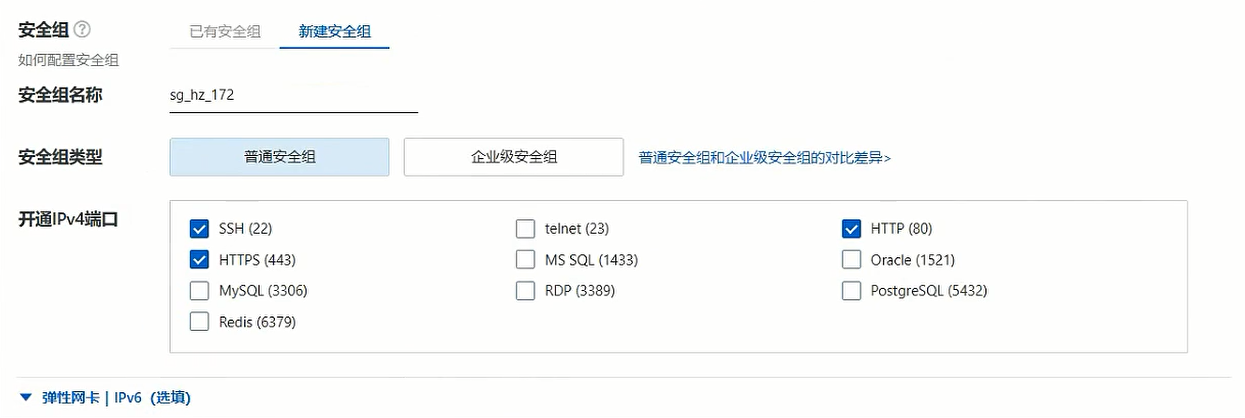 安全组 ? 已有安全组 新建安全组
如何配置安全组
安全组名称 sg_hz_172
安全组类型 普通安全组 企业级安全组 普通安全组和企业级安全组的对比差异>
开通IPv4端口 SSH (22) telnet (23) HTTP (80)
HTTPS (443) MS SQL (1433) Oracle (1521)
MySQL (3306) RDP (3389) PostgreSQL (5432)
Redis (6379)
弹性网卡 | IPv6（选填）